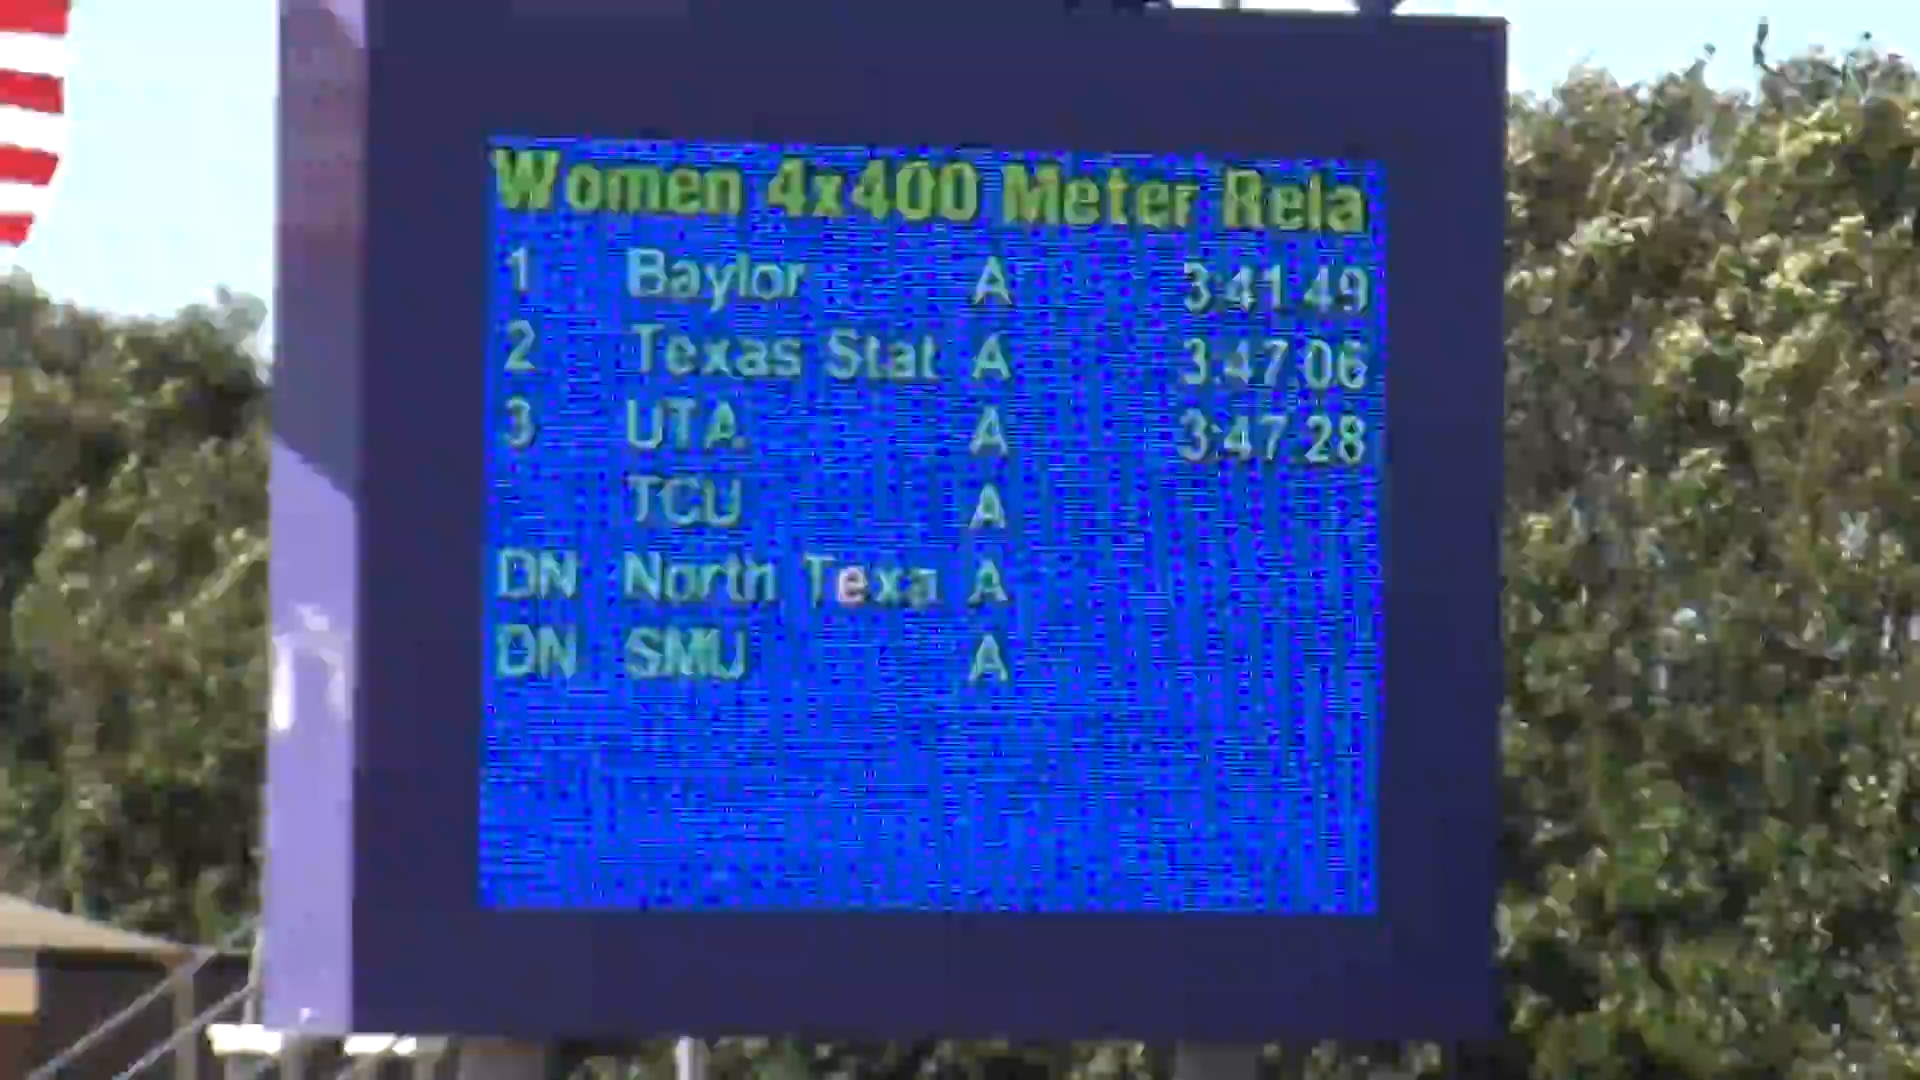 Women 4x400 Meter Rela
1 Baylor A 3:41.49
2 Texas Stat A 3:47.06
3 UTA A 3:47.28
TCU A
DN North Texa A
DN SMU A